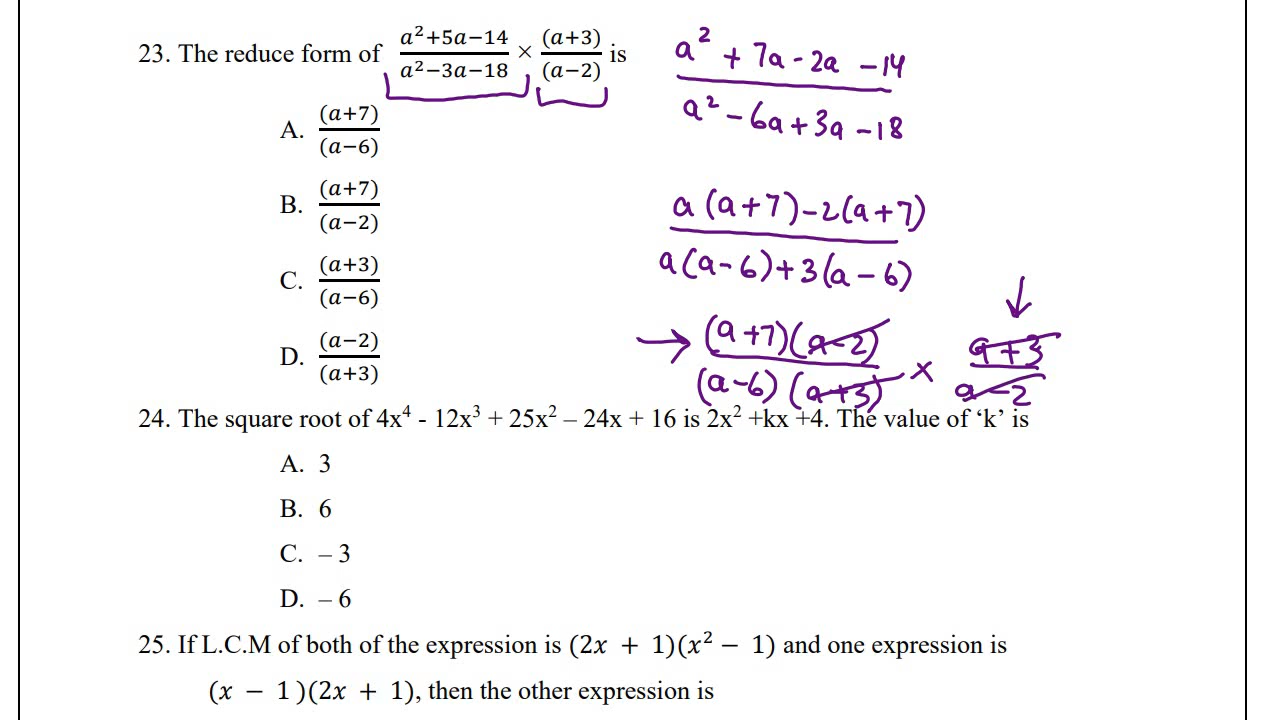 23. The reduce form of (a²+5a−14)/(a²−3a−18) × (a+3)/(a−2) is
a² + 7a - 2a - 14
a² - 6a + 3a - 18
A. (a+7)/(a−6)
B. (a+7)/(a−2)
a(a+7)-2(a+7)
a(a-6)+3(a-6)
C. (a+3)/(a−6)
D. (a−2)/(a+3)
→ (a+7)(a-2)/(a-6)(a+3) × a+3/a-2
↓
24. The square root of 4x⁴ - 12x³ + 25x² – 24x + 16 is 2x² +kx +4. The value of ‘k’ is
A. 3
B. 6
C. – 3
D. – 6
25. If L.C.M of both of the expression is (2x + 1)(x² − 1) and one expression is
(x − 1)(2x + 1), then the other expression is